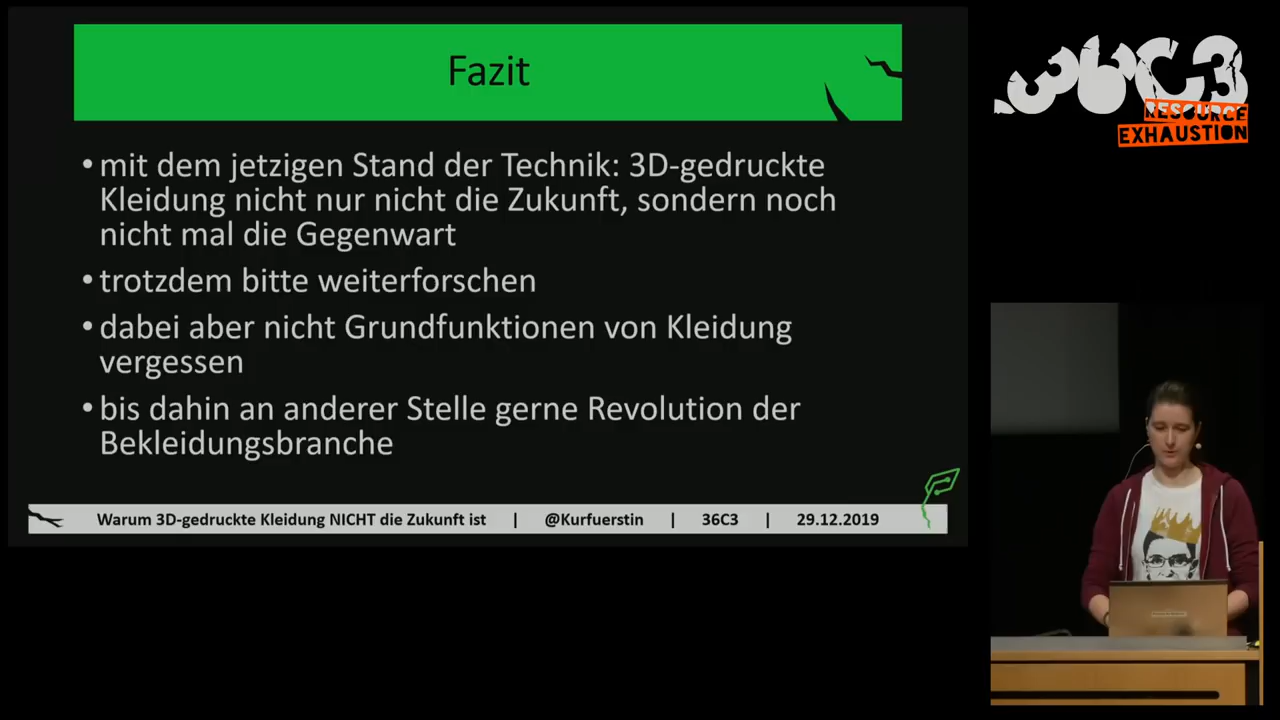 Fazit
36C3
RESOURCE
EXHAUSTION
• mit dem jetzigen Stand der Technik: 3D-gedruckte
Kleidung nicht nur nicht die Zukunft, sondern noch
nicht mal die Gegenwart
• trotzdem bitte weiterforschen
• dabei aber nicht Grundfunktionen von Kleidung
vergessen
• bis dahin an anderer Stelle gerne Revolution der
Bekleidungsbranche
Warum 3D-gedruckte Kleidung NICHT die Zukunft ist | @Kurfuerstin | 36C3 | 29.12.2019